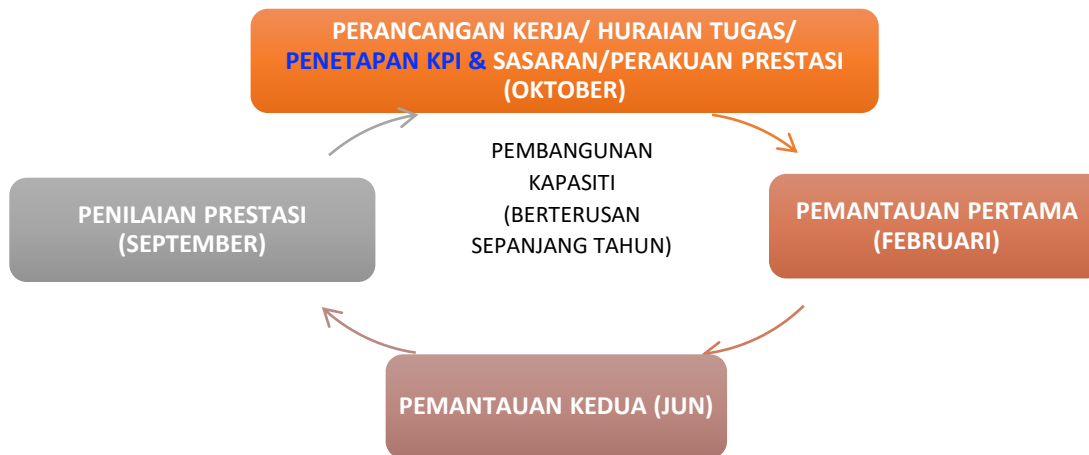 PERANCANGAN KERJA/ HURAIAN TUGAS/
PENETAPAN KPI & SASARAN/PERAKUAN PRESTASI
(OKTOBER)
PEMBANGUNAN
KAPASITI
(BERTERUSAN
SEPANJANG TAHUN)
PENILAIAN PRESTASI
(SEPTEMBER)
PEMANTAUAN PERTAMA
(FEBRUARI)
PEMANTAUAN KEDUA (JUN)